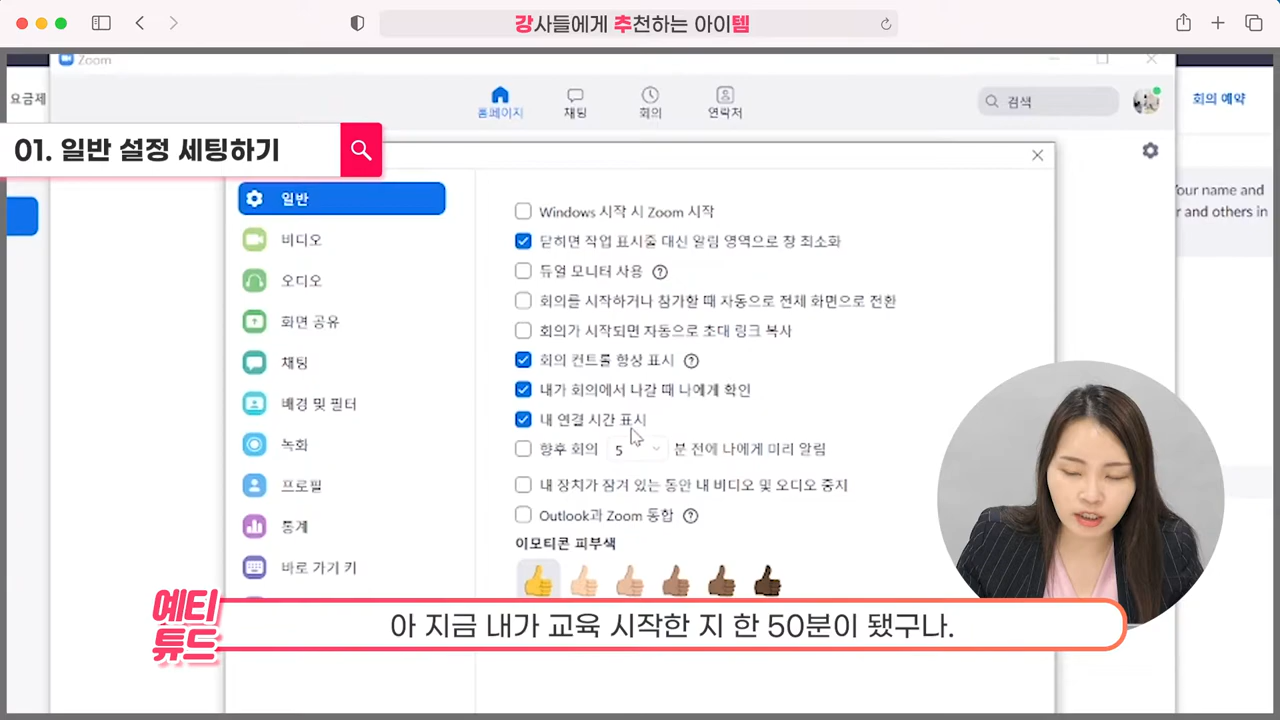 강사들에게 추천하는 아이템
Zoom
요금제
홈페이지
채팅
회의
연락처
검색
회의 예약
01. 일반 설정 세팅하기
일반
비디오
오디오
화면 공유
채팅
배경 및 필터
녹화
프로필
통계
바로 가기 키
Windows 시작 시 Zoom 시작
닫히면 작업 표시줄 대신 알림 영역으로 창 최소화
듀얼 모니터 사용
회의를 시작하거나 참가할 때 자동으로 전체 화면으로 전환
회의가 시작되면 자동으로 초대 링크 복사
회의 컨트롤 항상 표시
내가 회의에서 나갈 때 나에게 확인
내 연결 시간 표시
향후 회의 5 분 전에 나에게 미리 알림
내 장치가 잠겨 있는 동안 내 비디오 및 오디오 중지
Outlook과 Zoom 통합
이모티콘 피부색
Your name and
r and others in
예티
튜드
아 지금 내가 교육 시작한 지 한 50분이 됐구나.